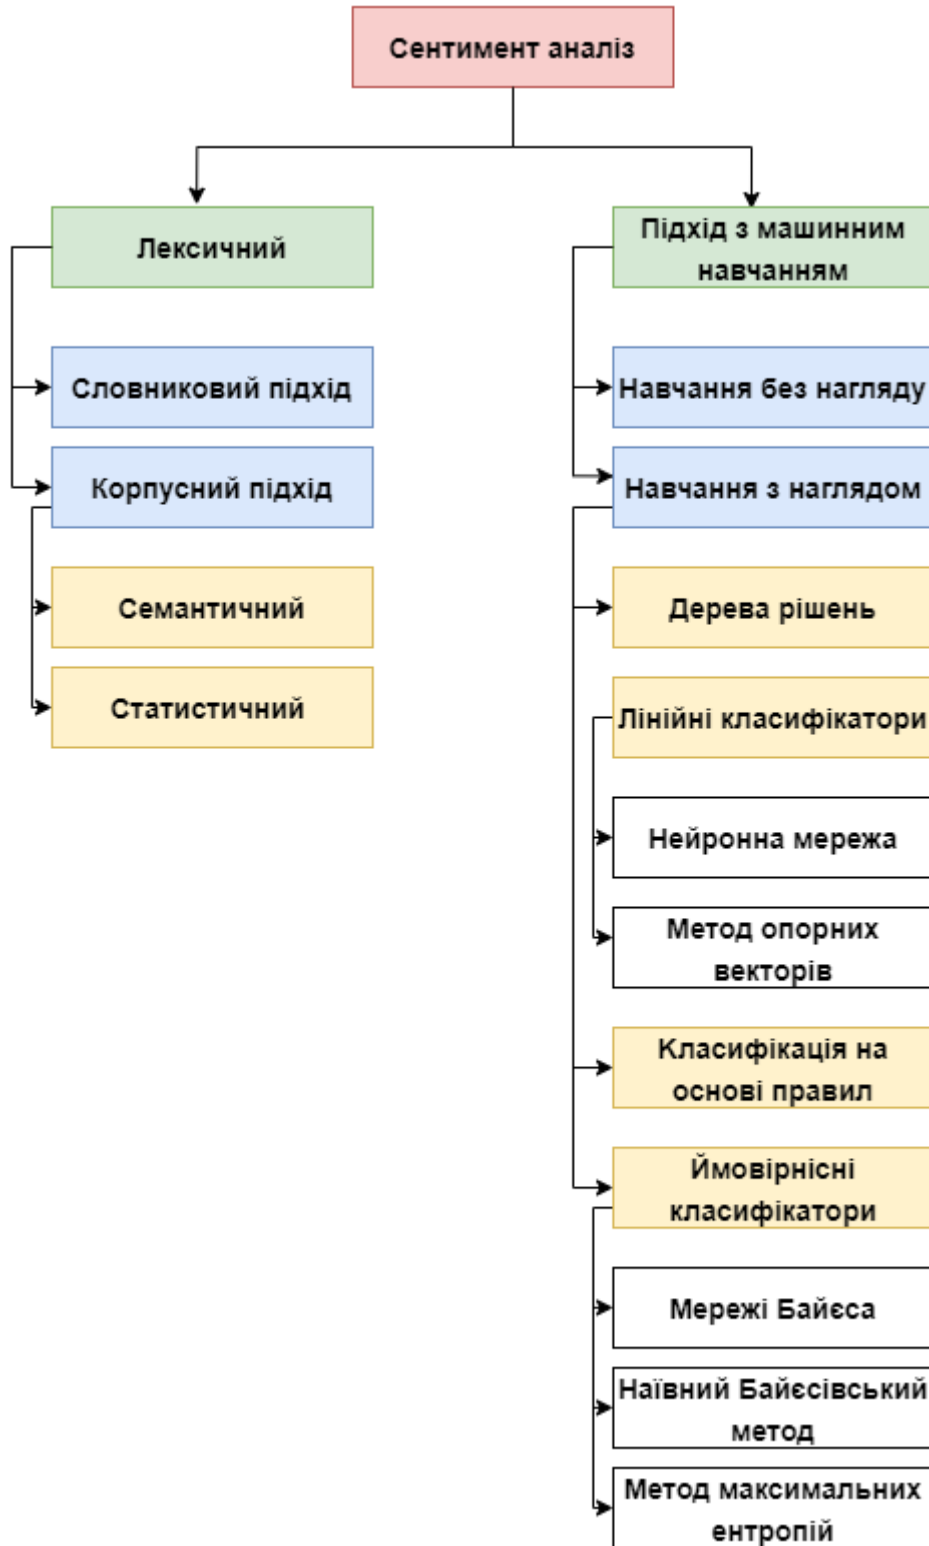 Сентимент аналіз
Лексичний
Словниковий підхід
Корпусний підхід
Семантичний
Статистичний
Підхід з машинним
навчанням
Навчання без нагляду
Навчання з наглядом
Дерева рішень
Лінійні класифікатори
Нейронна мережа
Метод опорних
векторів
Класифікація на
основі правил
Ймовірнісні
класифікатори
Мережі Байєса
Наївний Байєсівський
метод
Метод максимальних
ентропій